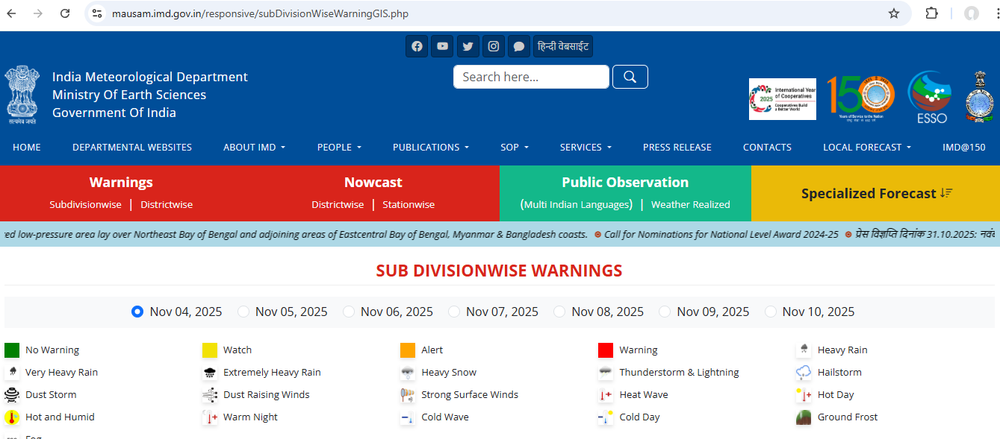 mausam.imd.gov.in/responsive/subDivisionWiseWarningGIS.php
हिन्दी वेबसाईट
India Meteorological Department
Ministry Of Earth Sciences
Government Of India
सत्यमेव जयते
Search here...
International Year
of Cooperatives
2025
Cooperatives Build
a Better World
150
Years of Service to the Nation
ESSO
HOME DEPARTMENTAL WEBSITES ABOUT IMD PEOPLE PUBLICATIONS SOP SERVICES PRESS RELEASE CONTACTS LOCAL FORECAST IMD@150
Warnings Nowcast Public Observation Specialized Forecast
Subdivisionwise | Districtwise Districtwise | Stationwise (Multi Indian Languages) | Weather Realized
low-pressure area lay over Northeast Bay of Bengal and adjoining areas of Eastcentral Bay of Bengal, Myanmar & Bangladesh coasts. Call for Nominations for National Level Award 2024-25 प्रेस विज्ञप्ति दिनांक 31.10.2025:
SUB DIVISIONWISE WARNINGS
Nov 04, 2025 Nov 05, 2025 Nov 06, 2025 Nov 07, 2025 Nov 08, 2025 Nov 09, 2025 Nov 10, 2025
No Warning Watch Alert Warning Heavy Rain
Very Heavy Rain Extremely Heavy Rain Heavy Snow Thunderstorm & Lightning Hailstorm
Dust Storm Dust Raising Winds Strong Surface Winds Heat Wave Hot Day
Hot and Humid Warm Night Cold Wave Cold Day Ground Frost
Fog